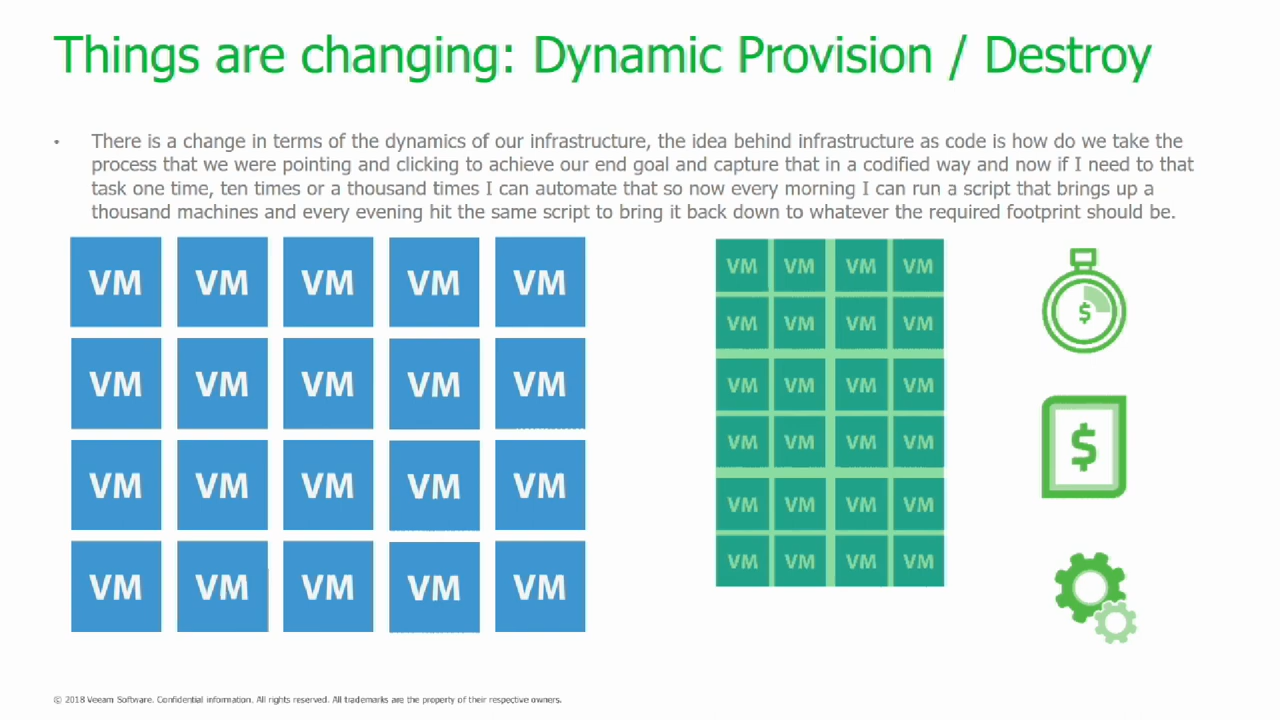 Things are changing: Dynamic Provision / Destroy
• There is a change in terms of the dynamics of our infrastructure, the idea behind infrastructure as code is how do we take the
process that we were pointing and clicking to achieve our end goal and capture that in a codified way and now if I need to that
task one time, ten times or a thousand times I can automate that so now every morning I can run a script that brings up a
thousand machines and every evening hit the same script to bring it back down to whatever the required footprint should be.
VM VM VM VM VM
VM VM VM VM VM
VM VM VM VM VM
VM VM VM VM VM
VM VM VM VM
VM VM VM VM
VM VM VM VM
VM VM VM VM
VM VM VM VM
VM VM VM VM
$
$
© 2018 Veeam Software. Confidential information. All rights reserved. All trademarks are the property of their respective owners.